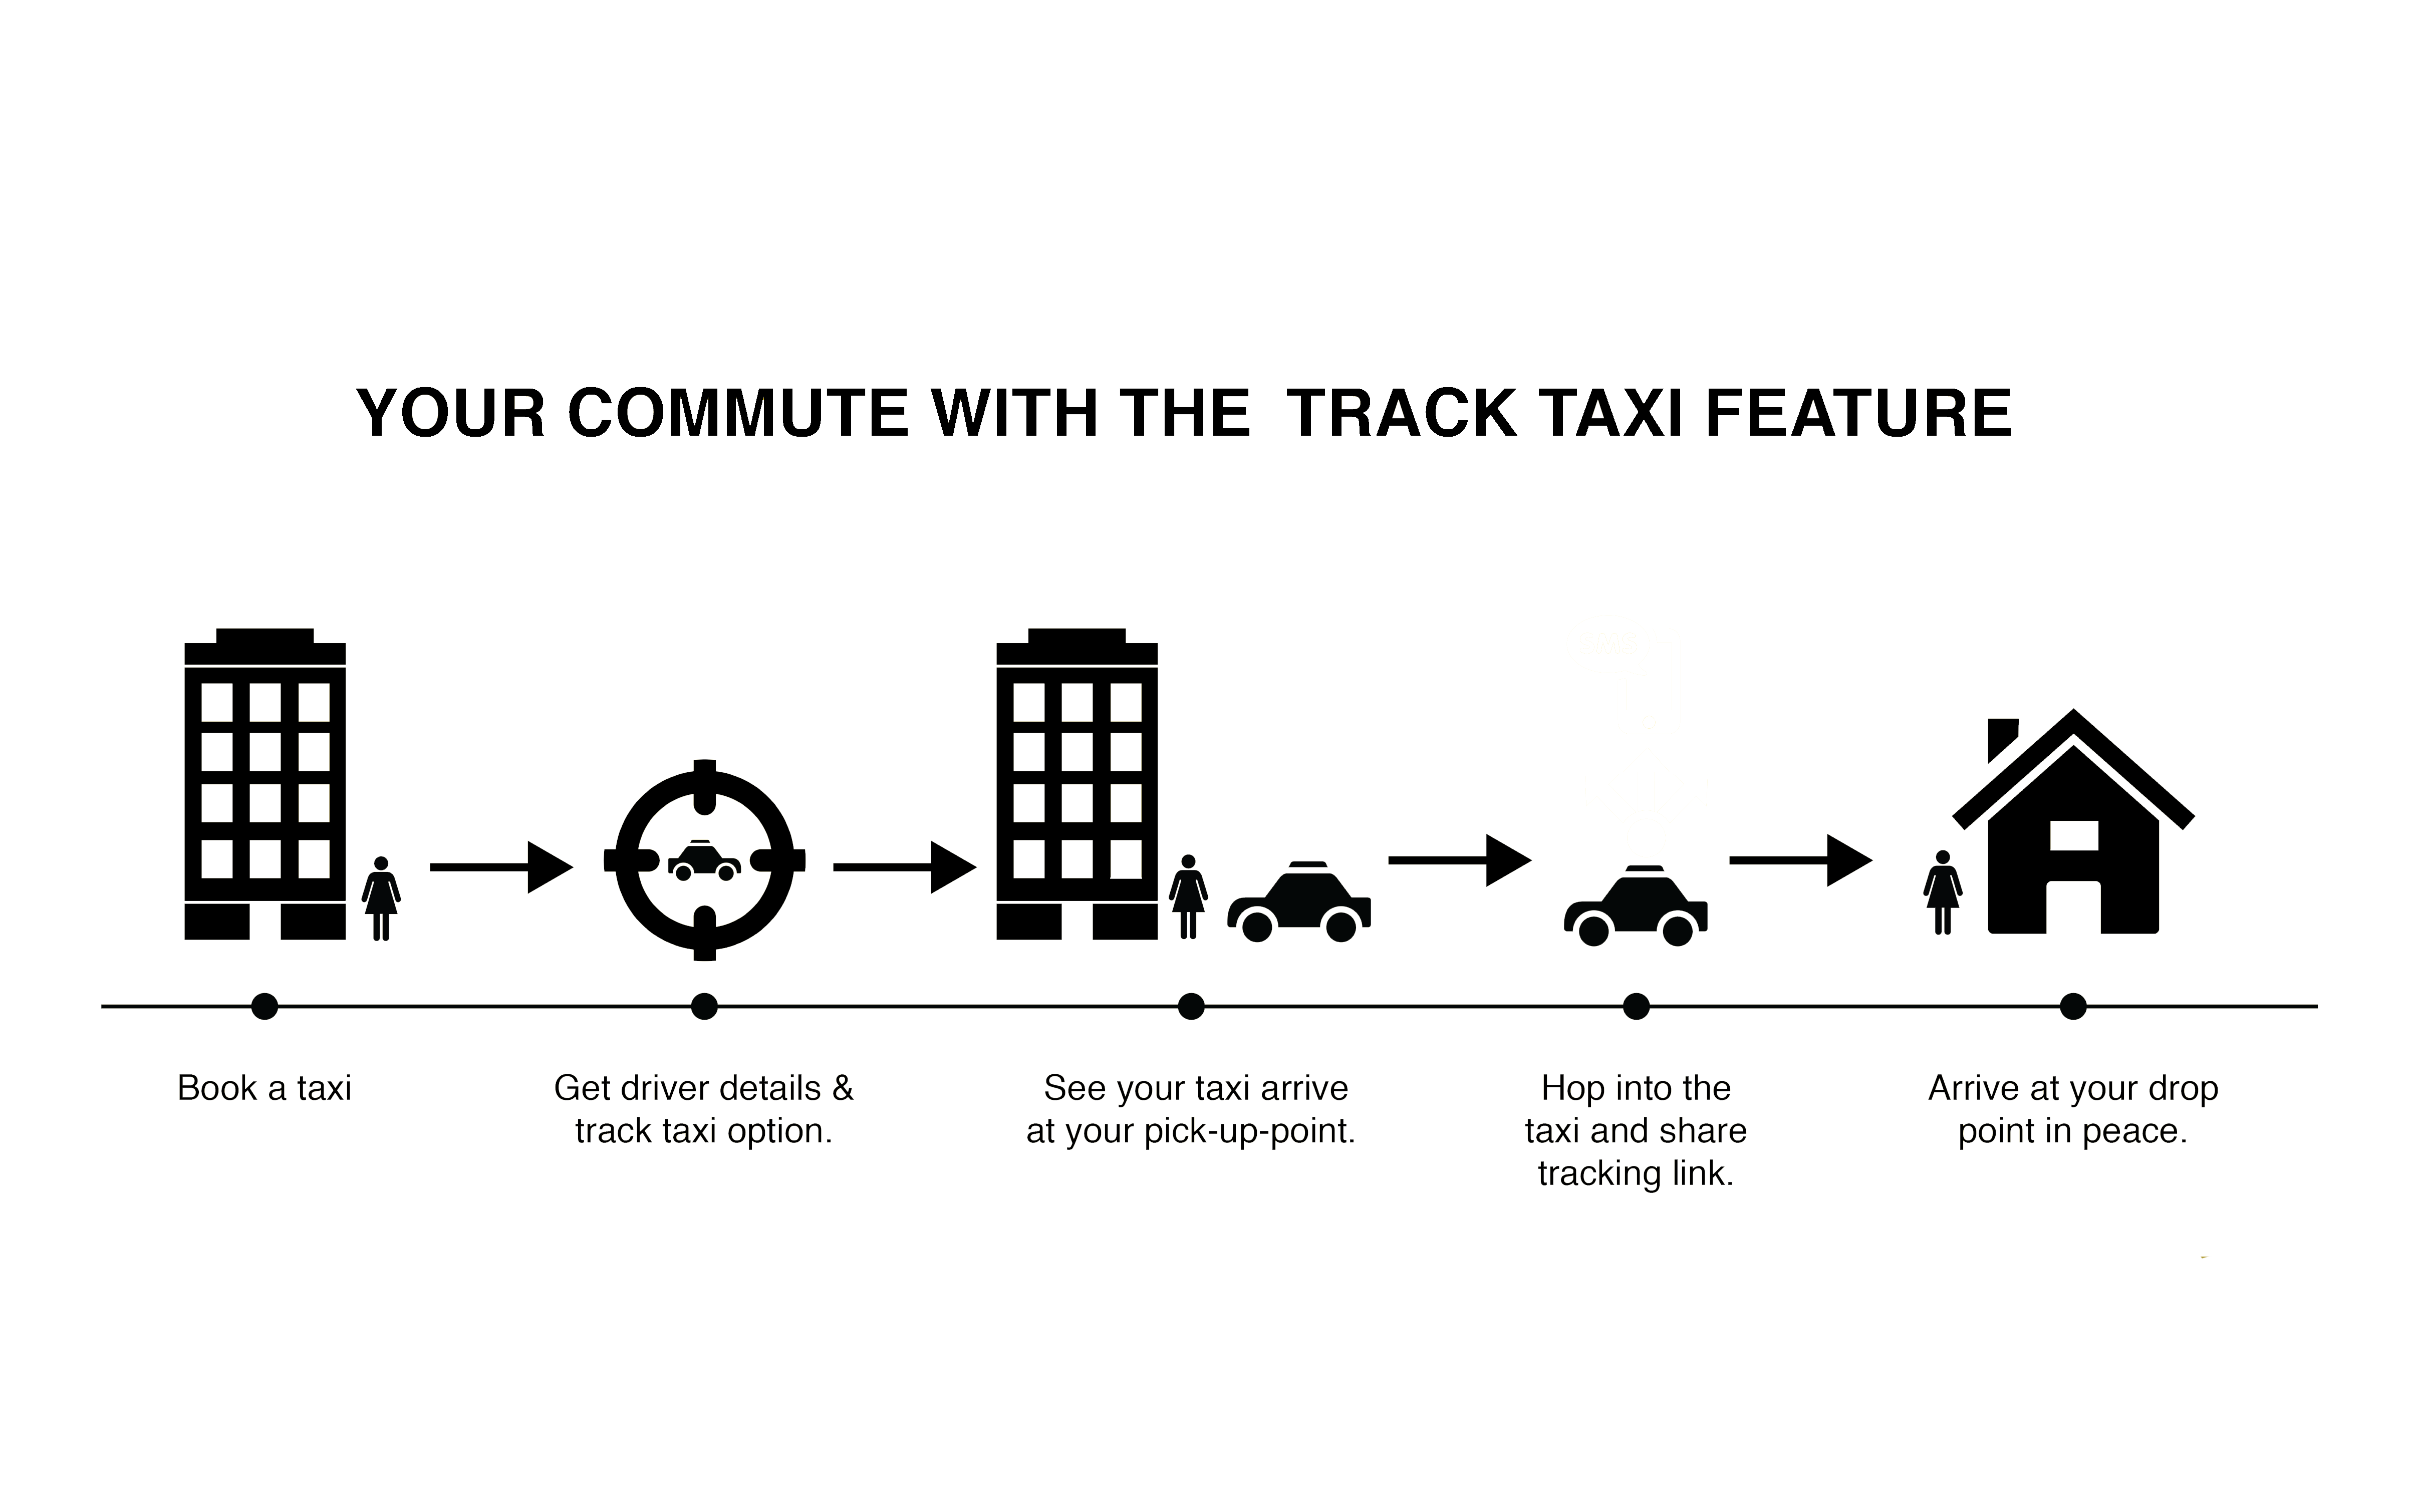 YOUR COMMUTE WITH THE  TRACK TAXI FEATURE
Book a taxi
Get driver details &
track taxi option.
See your taxi arrive
at your pick-up-point.
Hop into the
taxi and share
tracking link.
Arrive at your drop
point in peace.